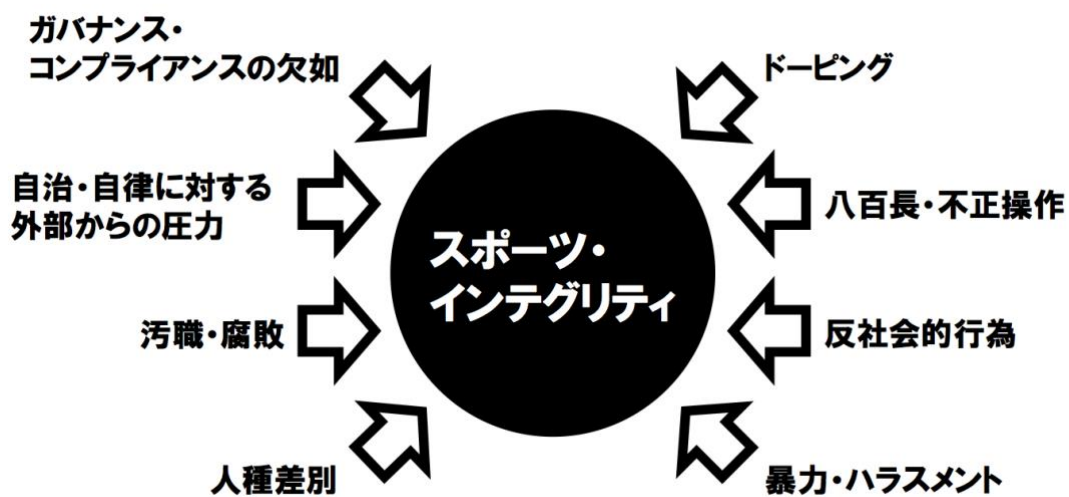 ガバナンス・
コンプライアンスの欠如
自治・自律に対する
外部からの圧力
汚職・腐敗
人種差別
スポーツ・
インテグリティ
ドーピング
八百長・不正操作
反社会的行為
暴力・ハラスメント